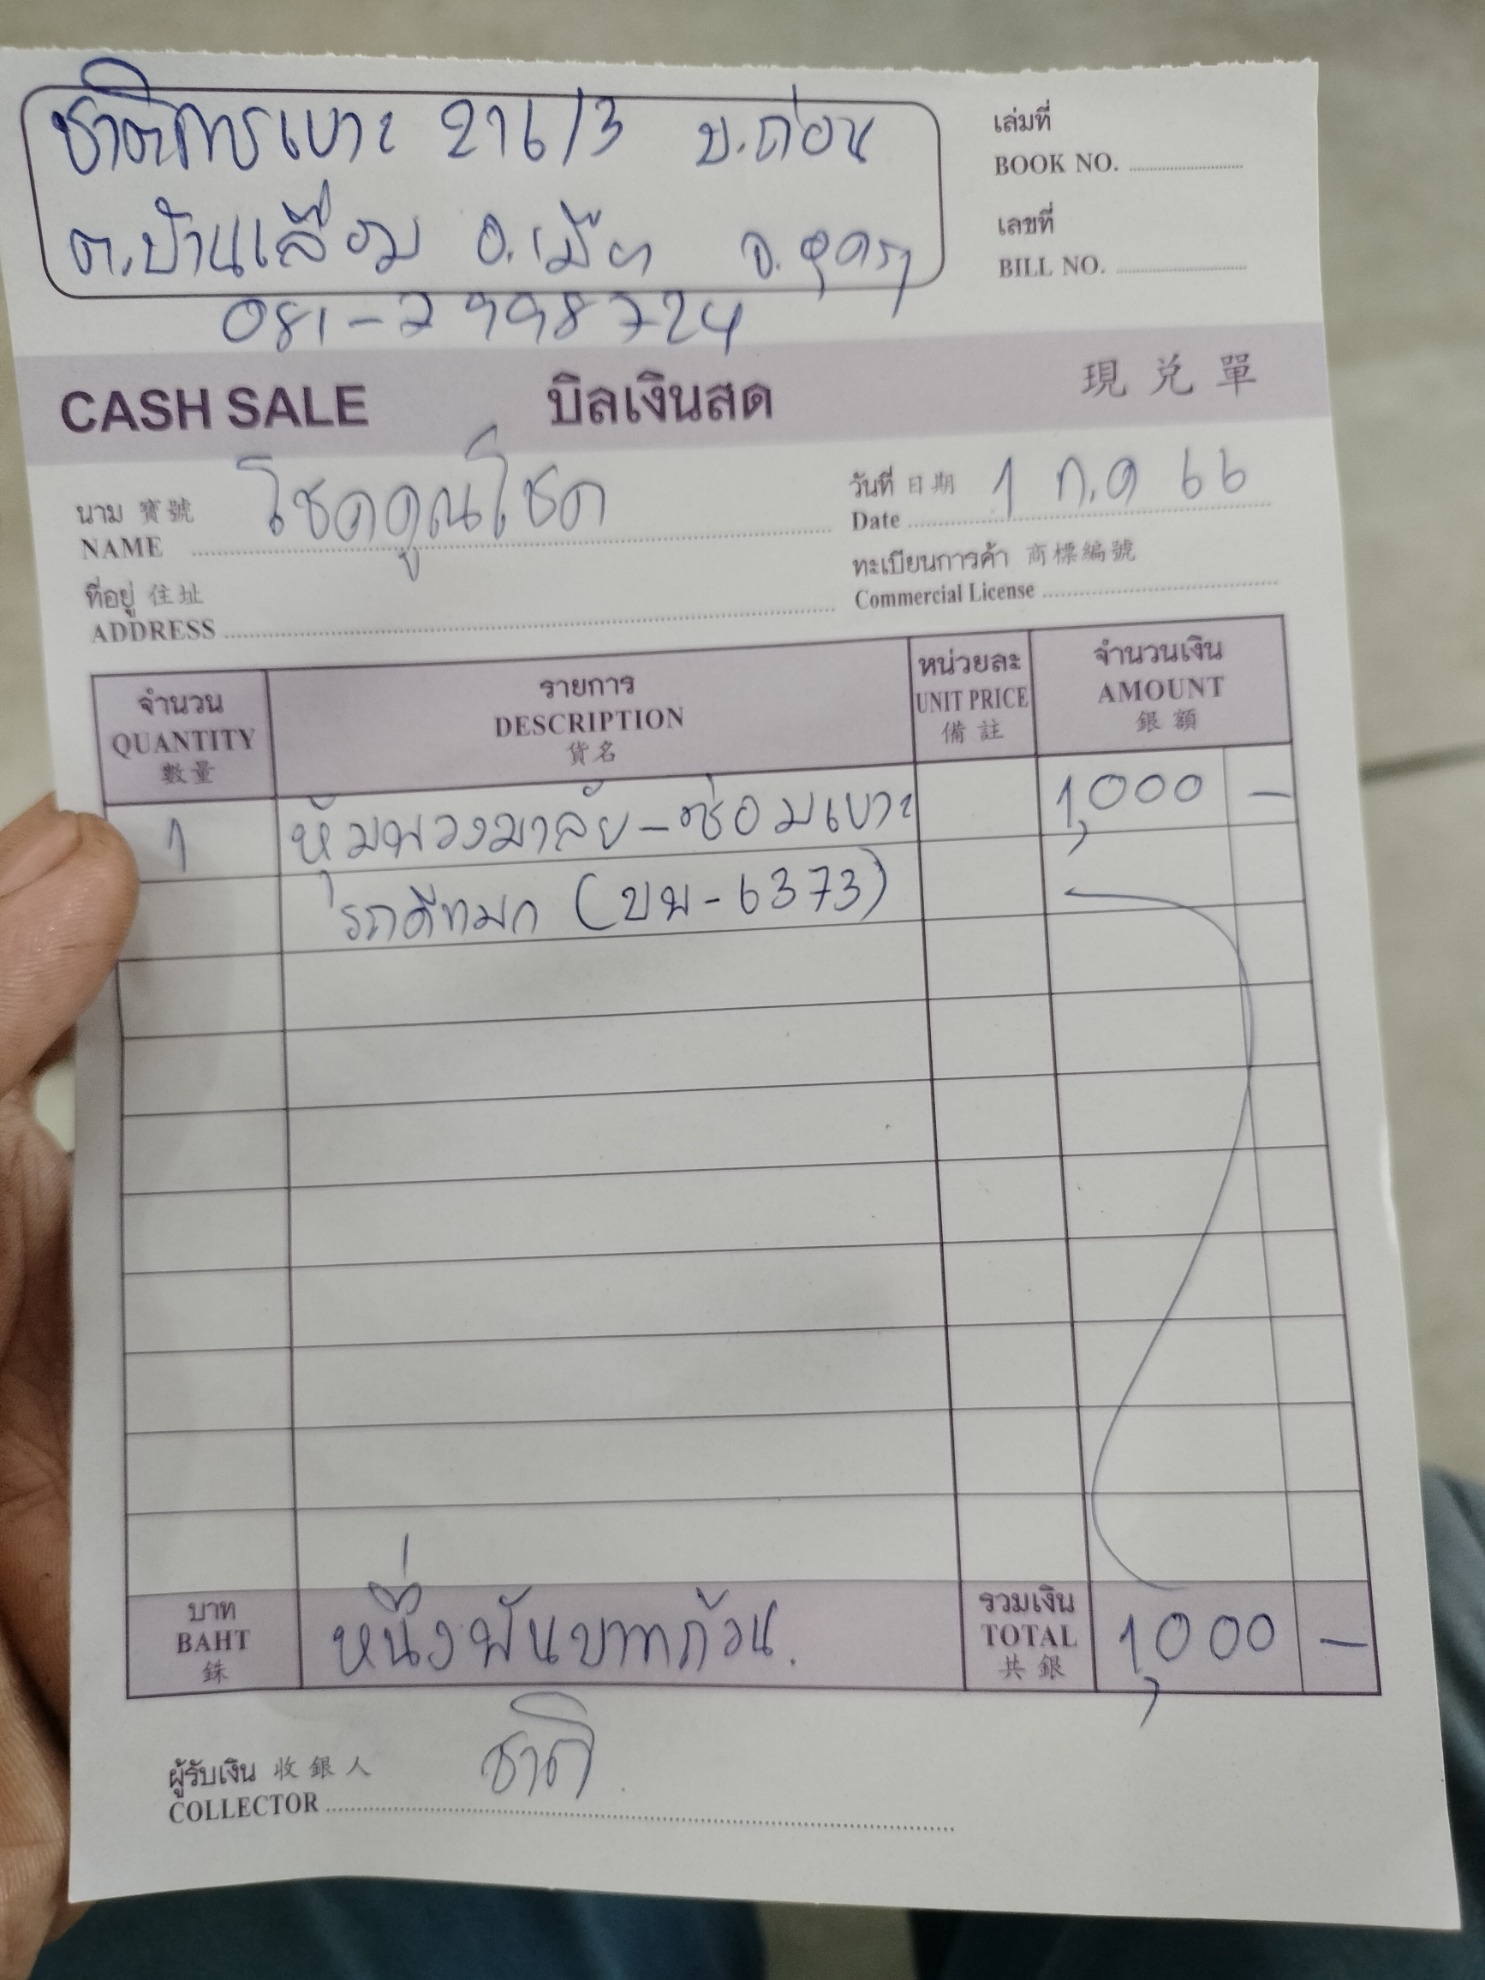 ชาติการเบาะ 216/3 บ.ถ่อน
ต.บ้านเลื่อม อ.เมือง จ.อุดรฯ
081-7998724
เล่มที่
BOOK NO.
เลขที่
BILL NO.
CASH SALE บิลเงินสด 現兌單
นาม 寶號 NAME โชคคูณโชค
วันที่ 日期 Date 1 ก.ค 66
ที่อยู่ 住址
ADDRESS
ทะเบียนการค้า 商標編號
Commercial License
จำนวน QUANTITY 數量
รายการ DESCRIPTION 貨名
หน่วยละ UNIT PRICE 備註
จำนวนเงิน AMOUNT 銀額
1 หุ้มพวงมาลัย-ซ่อมเบาะ 1,000 –
รถดีแมก (บพ-6373)
บาท BAHT 銖 หนึ่งพันบาทถ้วน.
รวมเงิน TOTAL 共銀 1,000 –
ผู้รับเงิน 收銀人 ชาติ
COLLECTOR